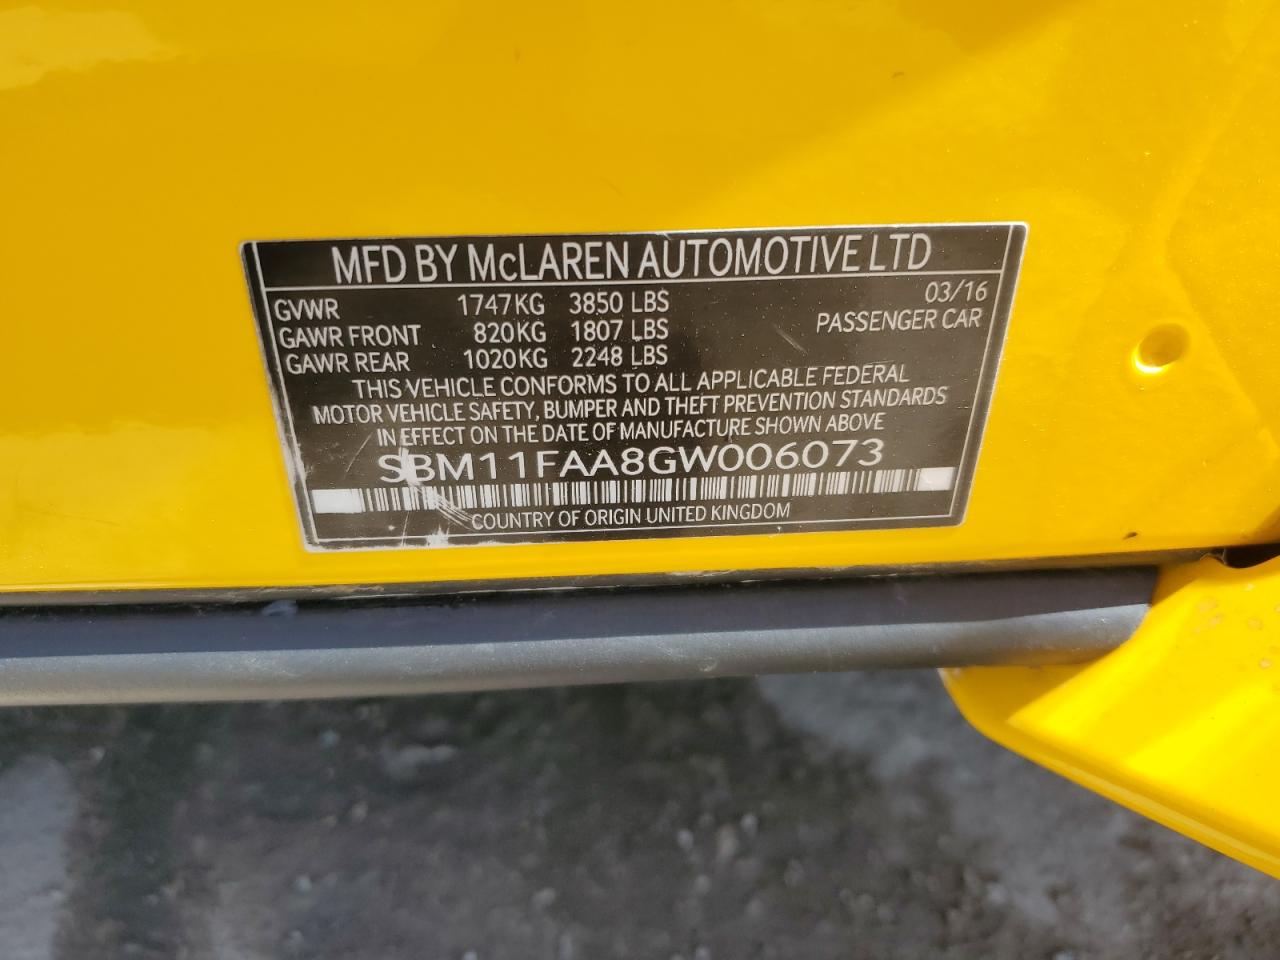 MFD BY McLAREN AUTOMOTIVE LTD
GVWR 1747KG 3850 LBS 03/16
GAWR FRONT 820KG 1807 LBS PASSENGER CAR
GAWR REAR 1020KG 2248 LBS
THIS VEHICLE CONFORMS TO ALL APPLICABLE FEDERAL
MOTOR VEHICLE SAFETY, BUMPER AND THEFT PREVENTION STANDARDS
IN EFFECT ON THE DATE OF MANUFACTURE SHOWN ABOVE
SBM11FAA8GW006073
COUNTRY OF ORIGIN UNITED KINGDOM